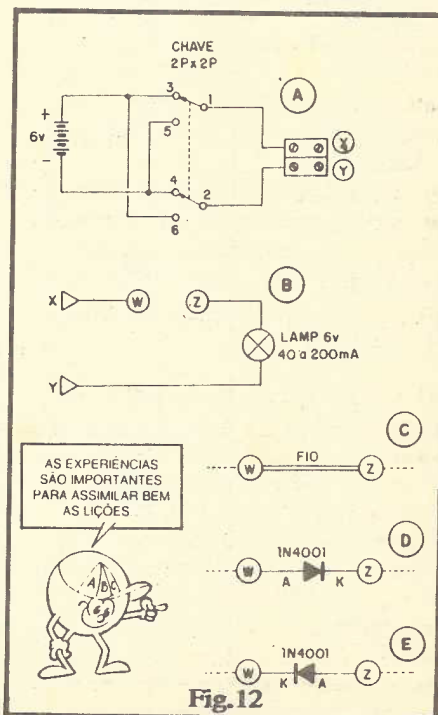 CHAVE
2P x 2P
A
3
1
+
6v
-
5
X
Y
4
2
6
B
X
W
Z
LAMP 6v
40 a 200mA
Y
C
W
FIO
Z
AS EXPERIÊNCIAS
SÃO IMPORTANTES
PARA ASSIMILAR BEM
AS LIÇÕES...
D
1N4001
W
A
K
Z
A B C
E
1N4001
W
K
A
Z
Fig.12